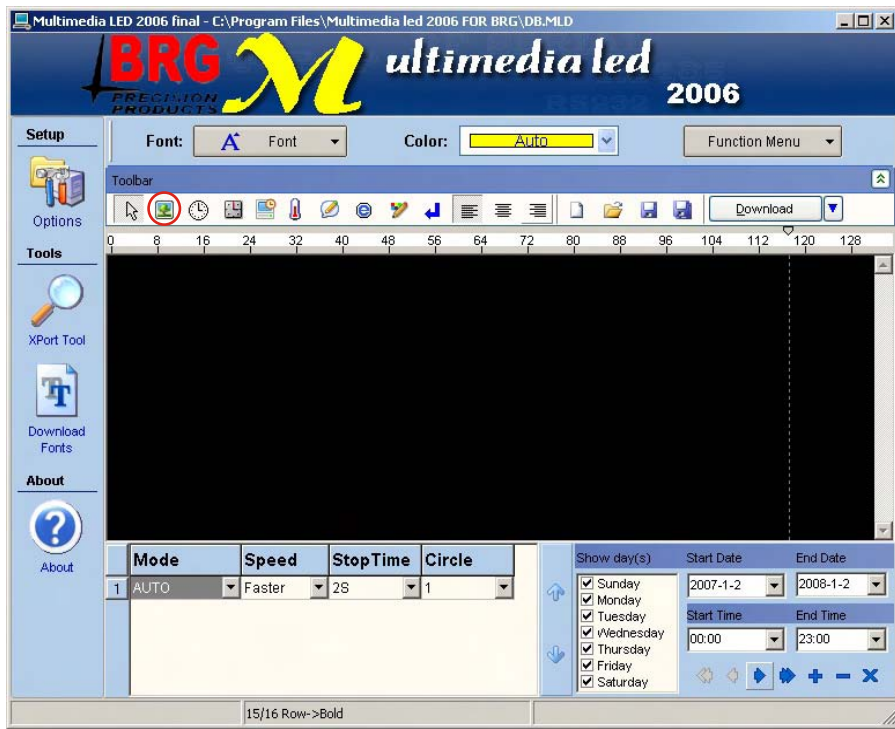 Multimedia LED 2006 final - C:\Program Files\Multimedia led 2006 FOR BRG\DB.MLD
BRG
PRECISION
PRODUCTS
Multimedia led
2006
Setup
Options
Tools
XPort Tool
Download
Fonts
About
About
Font: A Font Color: Auto Function Menu
Toolbar
Download
0 8 16 24 32 40 48 56 64 72 80 88 96 104 112 120 128
Mode Speed StopTime Circle
1 AUTO Faster 2S 1
Show day(s)
Sunday
Monday
Tuesday
Wednesday
Thursday
Friday
Saturday
Start Date End Date
2007-1-2 2008-1-2
Start Time End Time
00:00 23:00
15/16 Row->Bold